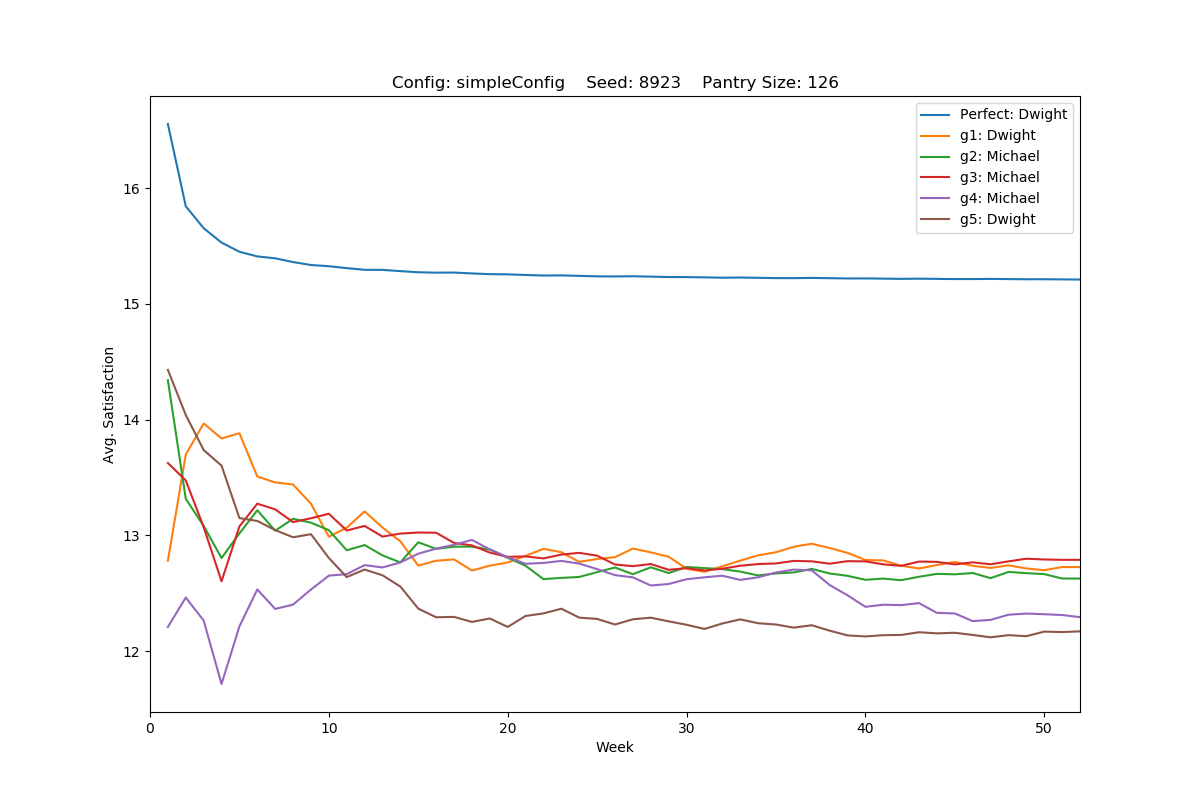 Config: simpleConfig    Seed: 8923    Pantry Size: 126
Perfect: Dwight
g1: Dwight
g2: Michael
g3: Michael
g4: Michael
g5: Dwight
Avg. Satisfaction
16
15
14
13
12
0 10 20 30 40 50
Week